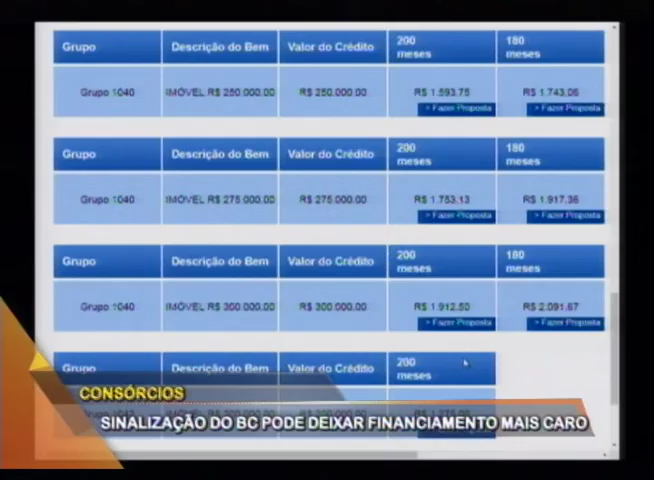 Grupo Descrição do Bem Valor do Crédito 200 meses 180 meses
Grupo 1040 IMÓVEL R$ 250.000,00 R$ 250.000,00 R$ 1.593,75 R$ 1.743,06
> Fazer Proposta > Fazer Proposta
Grupo Descrição do Bem Valor do Crédito 200 meses 180 meses
Grupo 1040 IMÓVEL R$ 275.000,00 R$ 275.000,00 R$ 1.753,13 R$ 1.917,36
> Fazer Proposta > Fazer Proposta
Grupo Descrição do Bem Valor do Crédito 200 meses 180 meses
Grupo 1040 IMÓVEL R$ 300.000,00 R$ 300.000,00 R$ 1.912,50 R$ 2.091,67
> Fazer Proposta > Fazer Proposta
Grupo Descrição do Bem Valor do Crédito 200 meses
CONSÓRCIOS
SINALIZAÇÃO DO BC PODE DEIXAR FINANCIAMENTO MAIS CARO